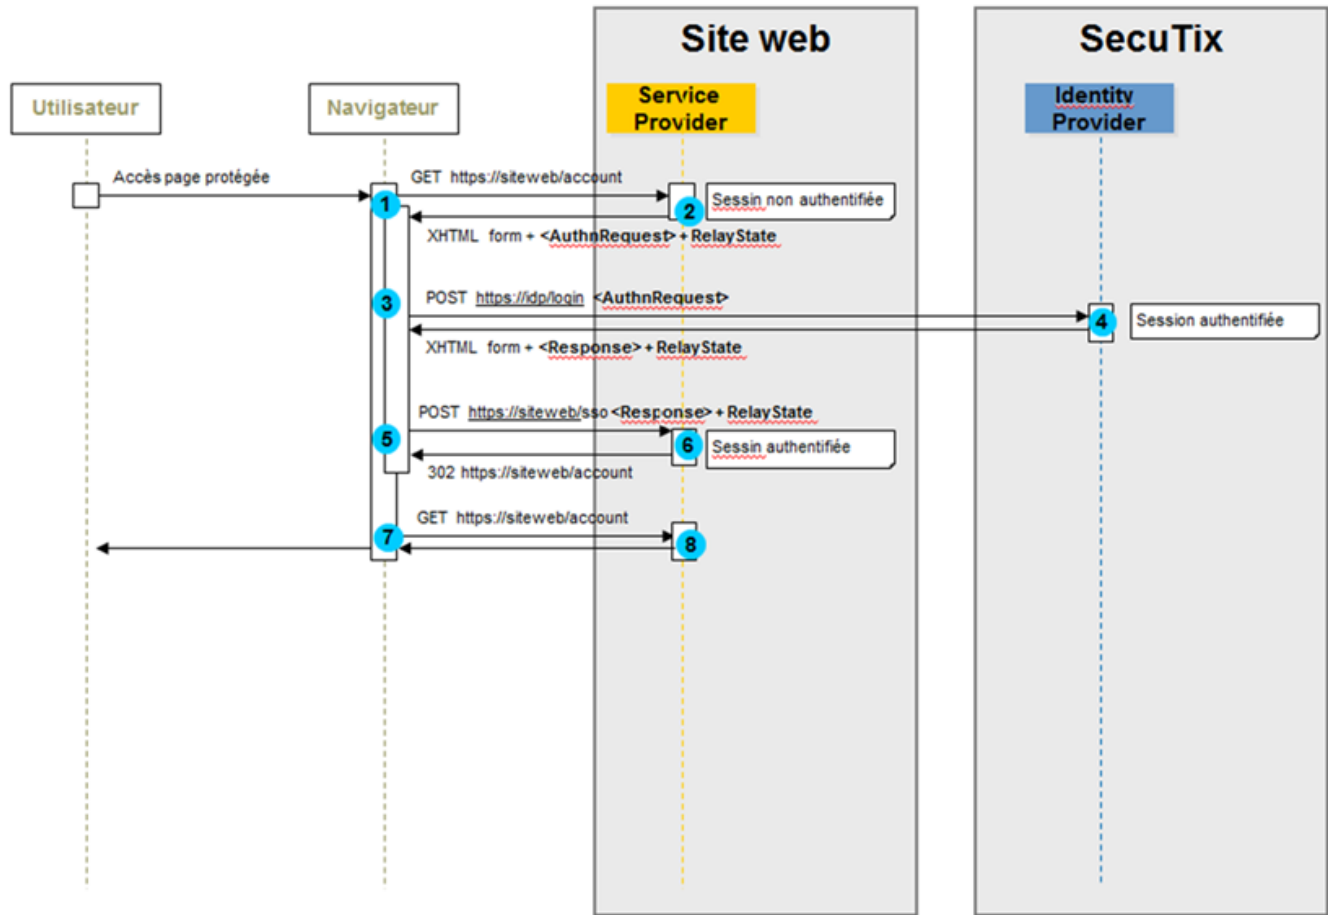 Site web
SecuTix
Utilisateur
Navigateur
Service
Provider
Identity
Provider
Accès page protégée
GET https://siteweb/account
1
2
Sessin non authentifiée
XHTML form + <AuthnRequest> + RelayState
3
POST https://idp/login <AuthnRequest>
4
Session authentifiée
XHTML form + <Response> + RelayState
POST https://siteweb/sso <Response> + RelayState
5
6
Sessin authentifiée
302 https://siteweb/account
GET https://siteweb/account
7
8